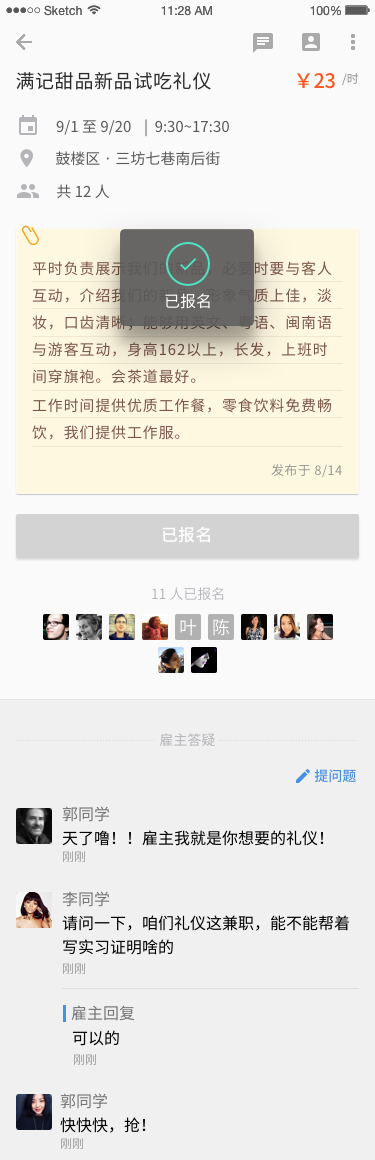 Sketch
11:28 AM
100%
满记甜品新品试吃礼仪
¥23 /时
9/1 至 9/20 | 9:30~17:30
鼓楼区 · 三坊七巷南后街
共 12 人
平时负责展示我们的 必要时要与客人
互动，介绍我们的 形象气质上佳，淡
妆，口齿清晰，能够用英文、粤语、闽南语
与游客互动，身高162以上，长发，上班时
间穿旗袍。会茶道最好。
工作时间提供优质工作餐，零食饮料免费畅
饮，我们提供工作服。
已报名
发布于 8/14
已报名
11 人已报名
叶 陈
雇主答疑
提问题
郭同学
天了噜！！雇主我就是你想要的礼仪！
刚刚
李同学
请问一下，咱们礼仪这兼职，能不能帮着
写实习证明啥的
刚刚
雇主回复
可以的
刚刚
郭同学
快快快，抢！
刚刚